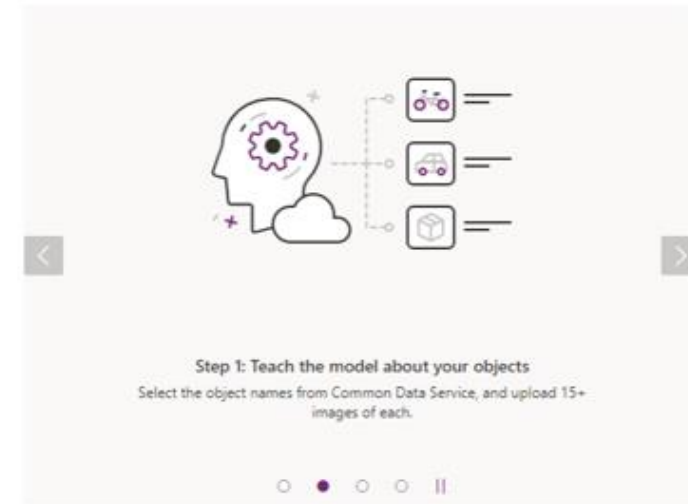 Step 1: Teach the model about your objects
Select the object names from Common Data Service, and upload 15+
images of each.